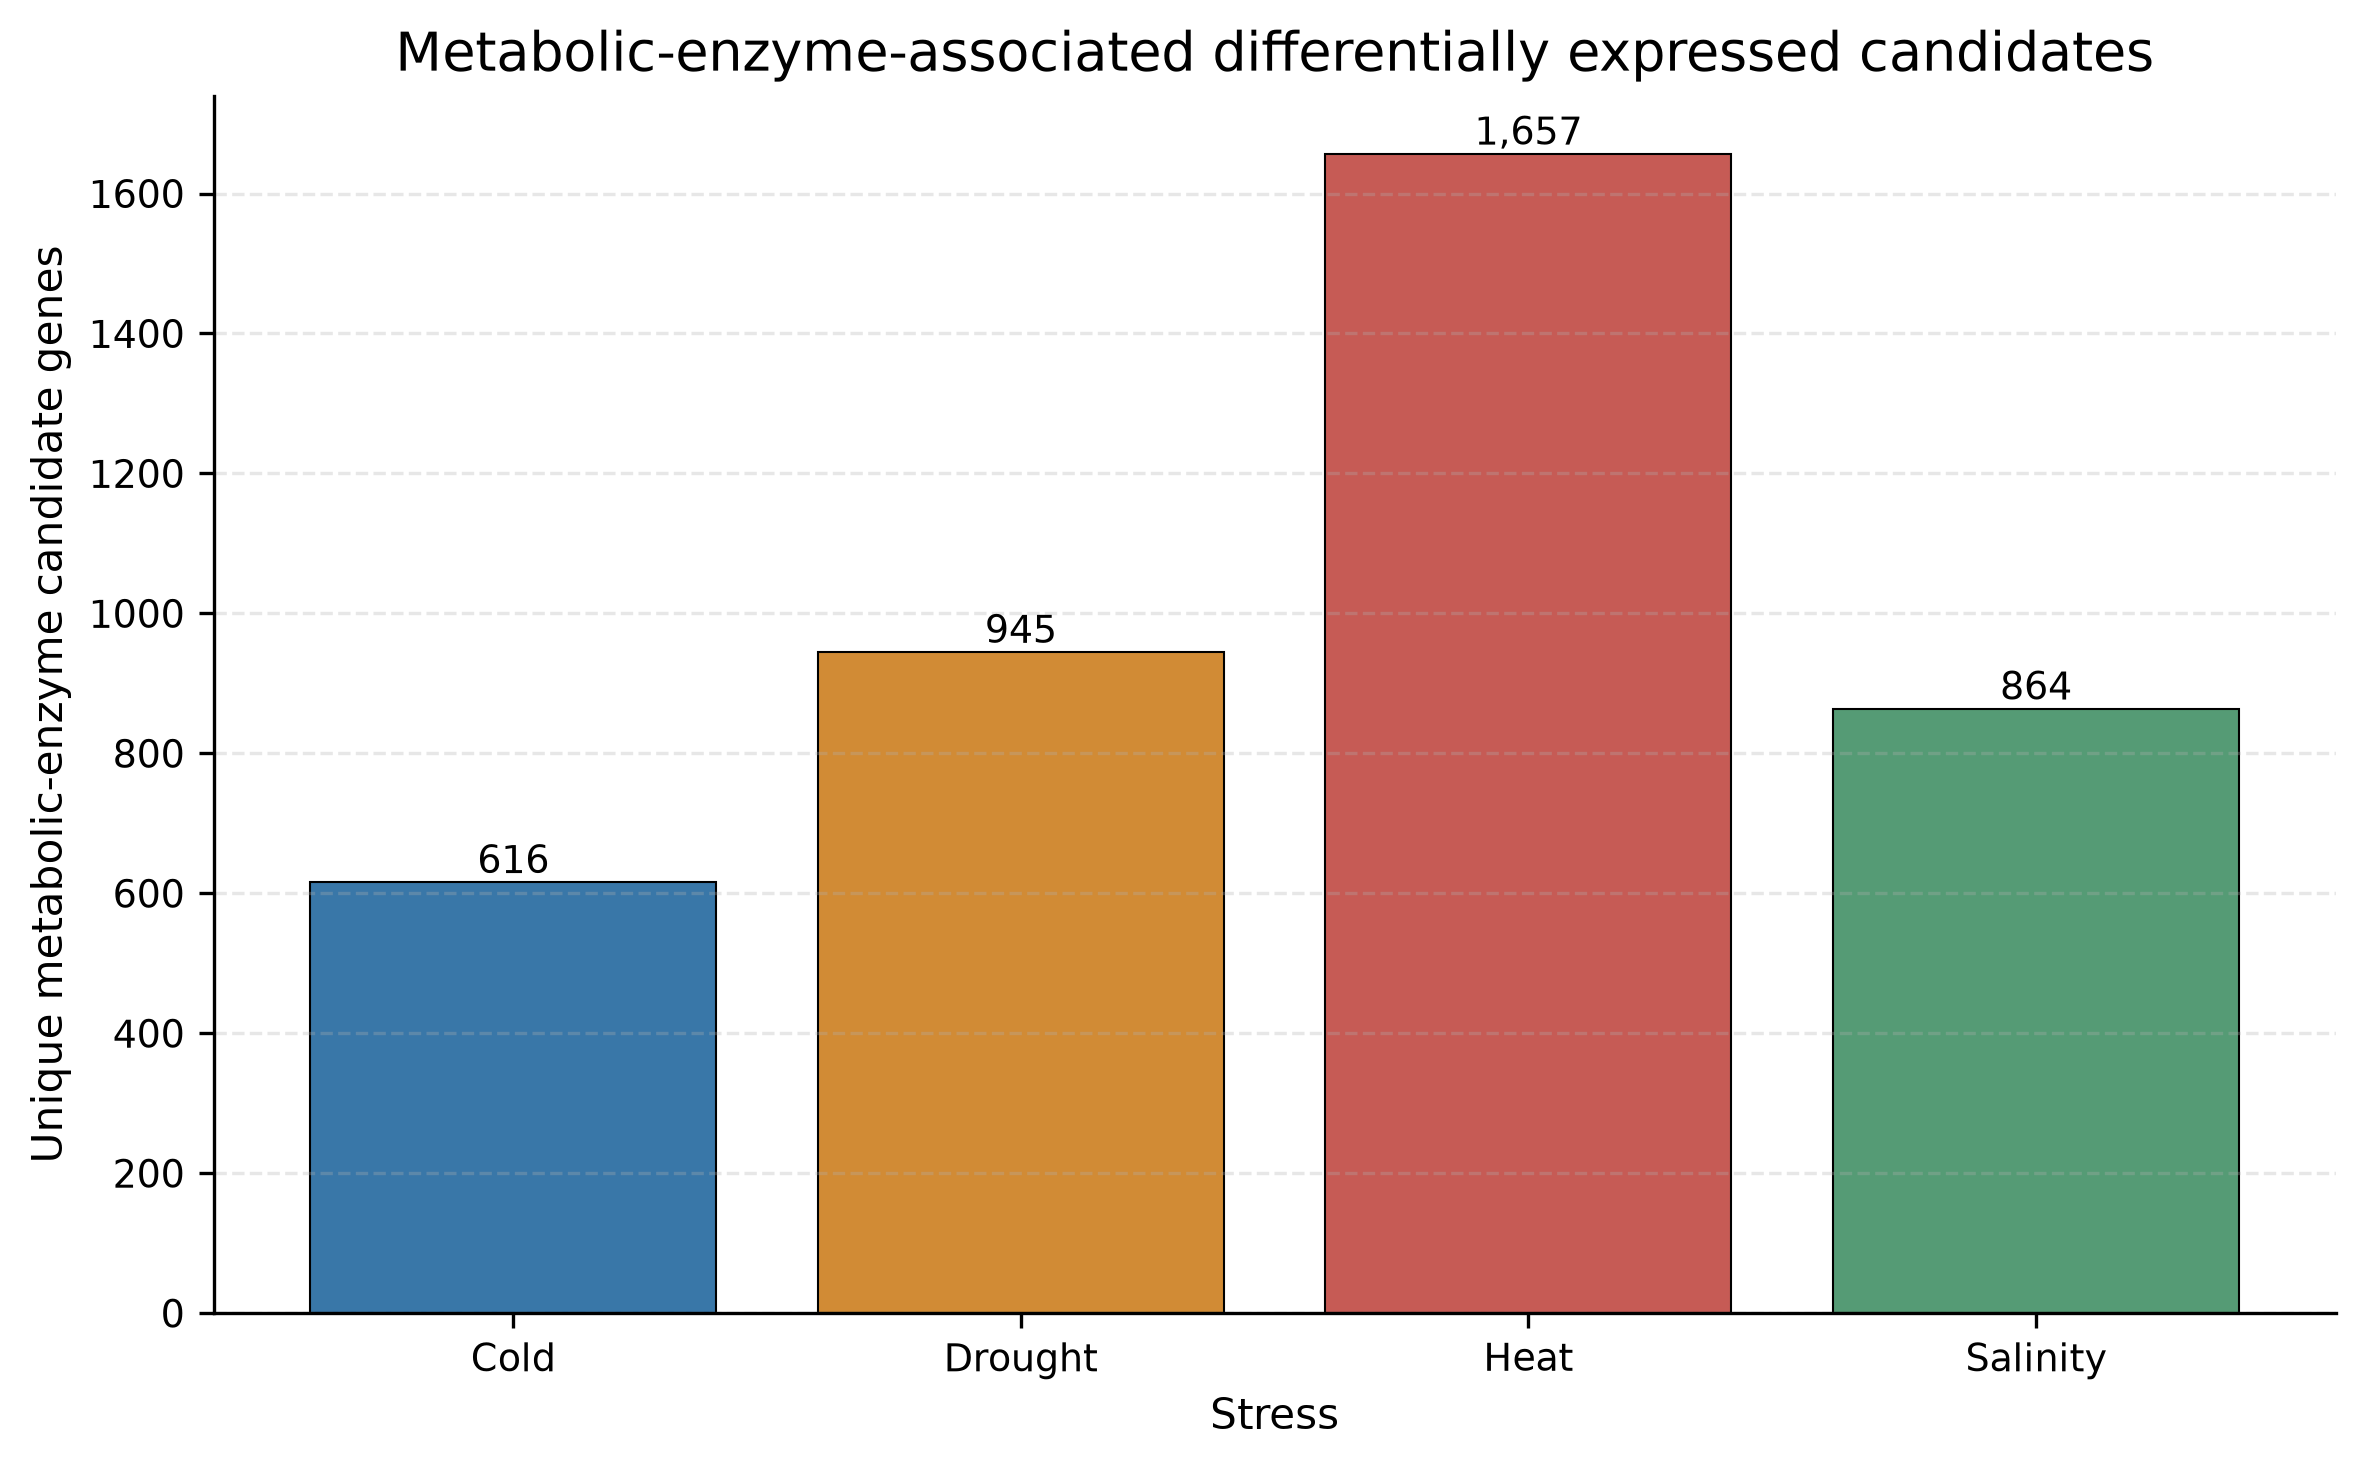 Metabolic-enzyme-associated differentially expressed candidates
Unique metabolic-enzyme candidate genes
1600
1400
1200
1000
800
600
400
200
0
616
945
1,657
864
Cold
Drought
Heat
Salinity
Stress